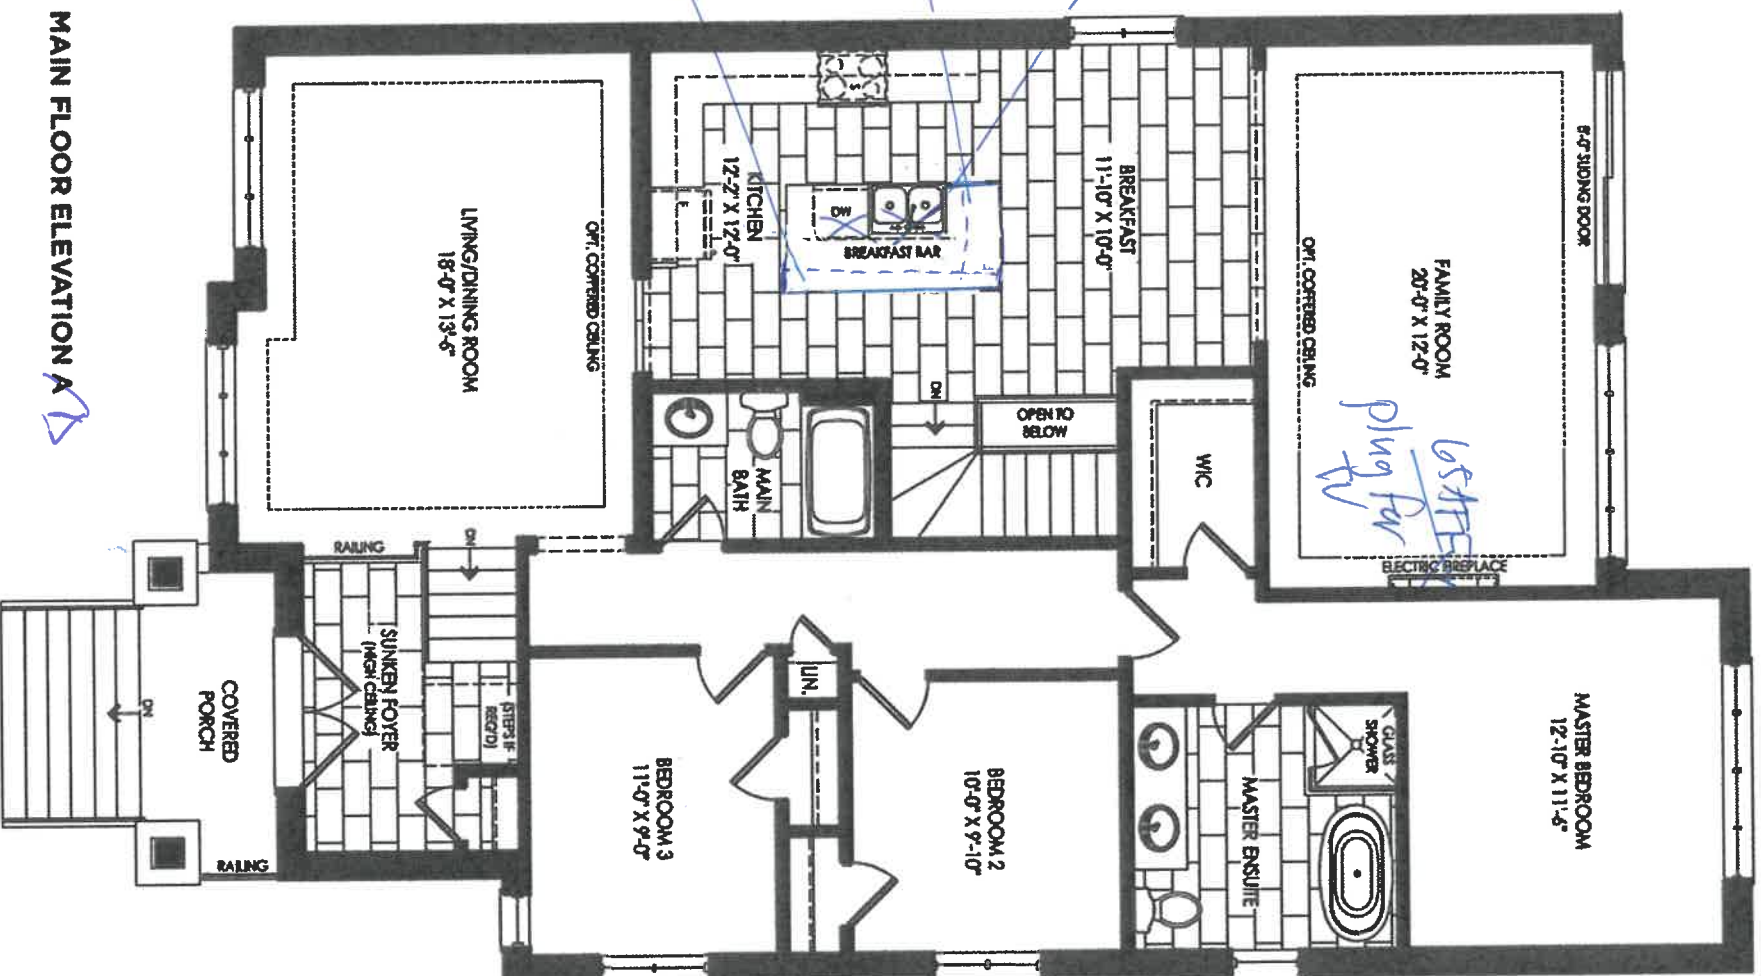 MAIN FLOOR ELEVATION A
8'-0" SLIDING DOOR
FAMILY ROOM
20'-0" X 12'-0"
OPT. COFFERED CEILING
plug for
TV
ELECTRIC FIREPLACE
BREAKFAST
11'-10" X 10'-0"
KITCHEN
12'-2" X 12'-0"
S
F
DW
BREAKFAST BAR
DN
OPEN TO
BELOW
WIC
MAIN
BATH
OPT. COFFERED CEILING
LIVING/DINING ROOM
18'-0" X 13'-6"
RAILING
DN
SUNKEN FOYER
(HIGH CEILING)
(STEPS IF
REQ'D)
COVERED
PORCH
DN
RAILING
LIN.
BEDROOM 3
11'-0" X 9'-0"
BEDROOM 2
10'-0" X 9'-10"
MASTER ENSUITE
GLASS
SHOWER
MASTER BEDROOM
12'-10" X 11'-6"